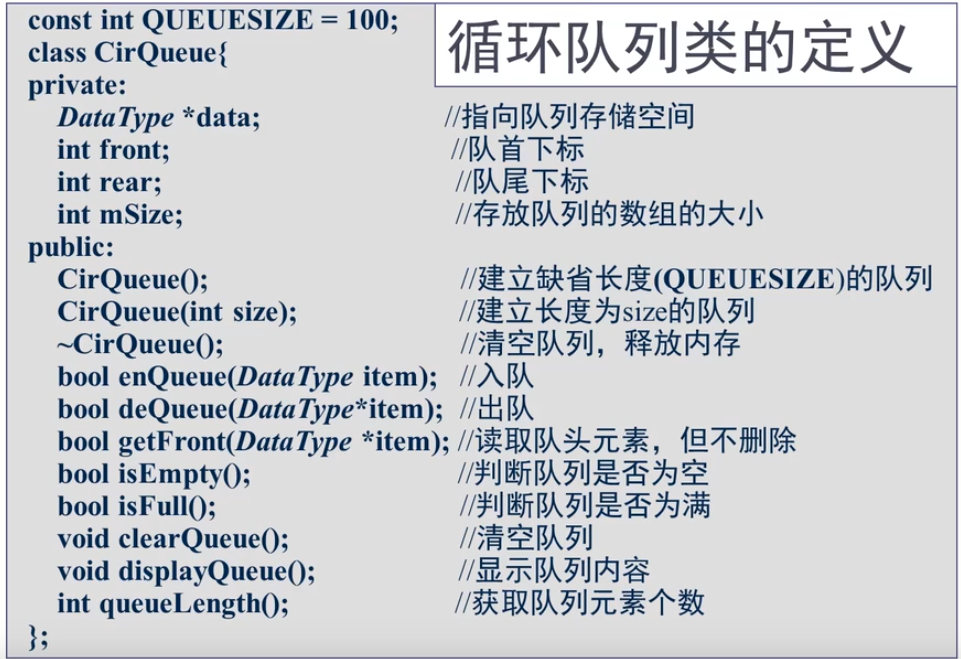 循环队列类的定义
const int QUEUESIZE = 100;
class CirQueue{
private:
DataType *data; //指向队列存储空间
int front; //队首下标
int rear; //队尾下标
int mSize; //存放队列的数组的大小
public:
CirQueue(); //建立缺省长度(QUEUESIZE)的队列
CirQueue(int size); //建立长度为size的队列
~CirQueue(); //清空队列，释放内存
bool enQueue(DataType item); //入队
bool deQueue(DataType*item); //出队
bool getFront(DataType *item); //读取队头元素，但不删除
bool isEmpty(); //判断队列是否为空
bool isFull(); //判断队列是否为满
void clearQueue(); //清空队列
void displayQueue(); //显示队列内容
int queueLength(); //获取队列元素个数
};